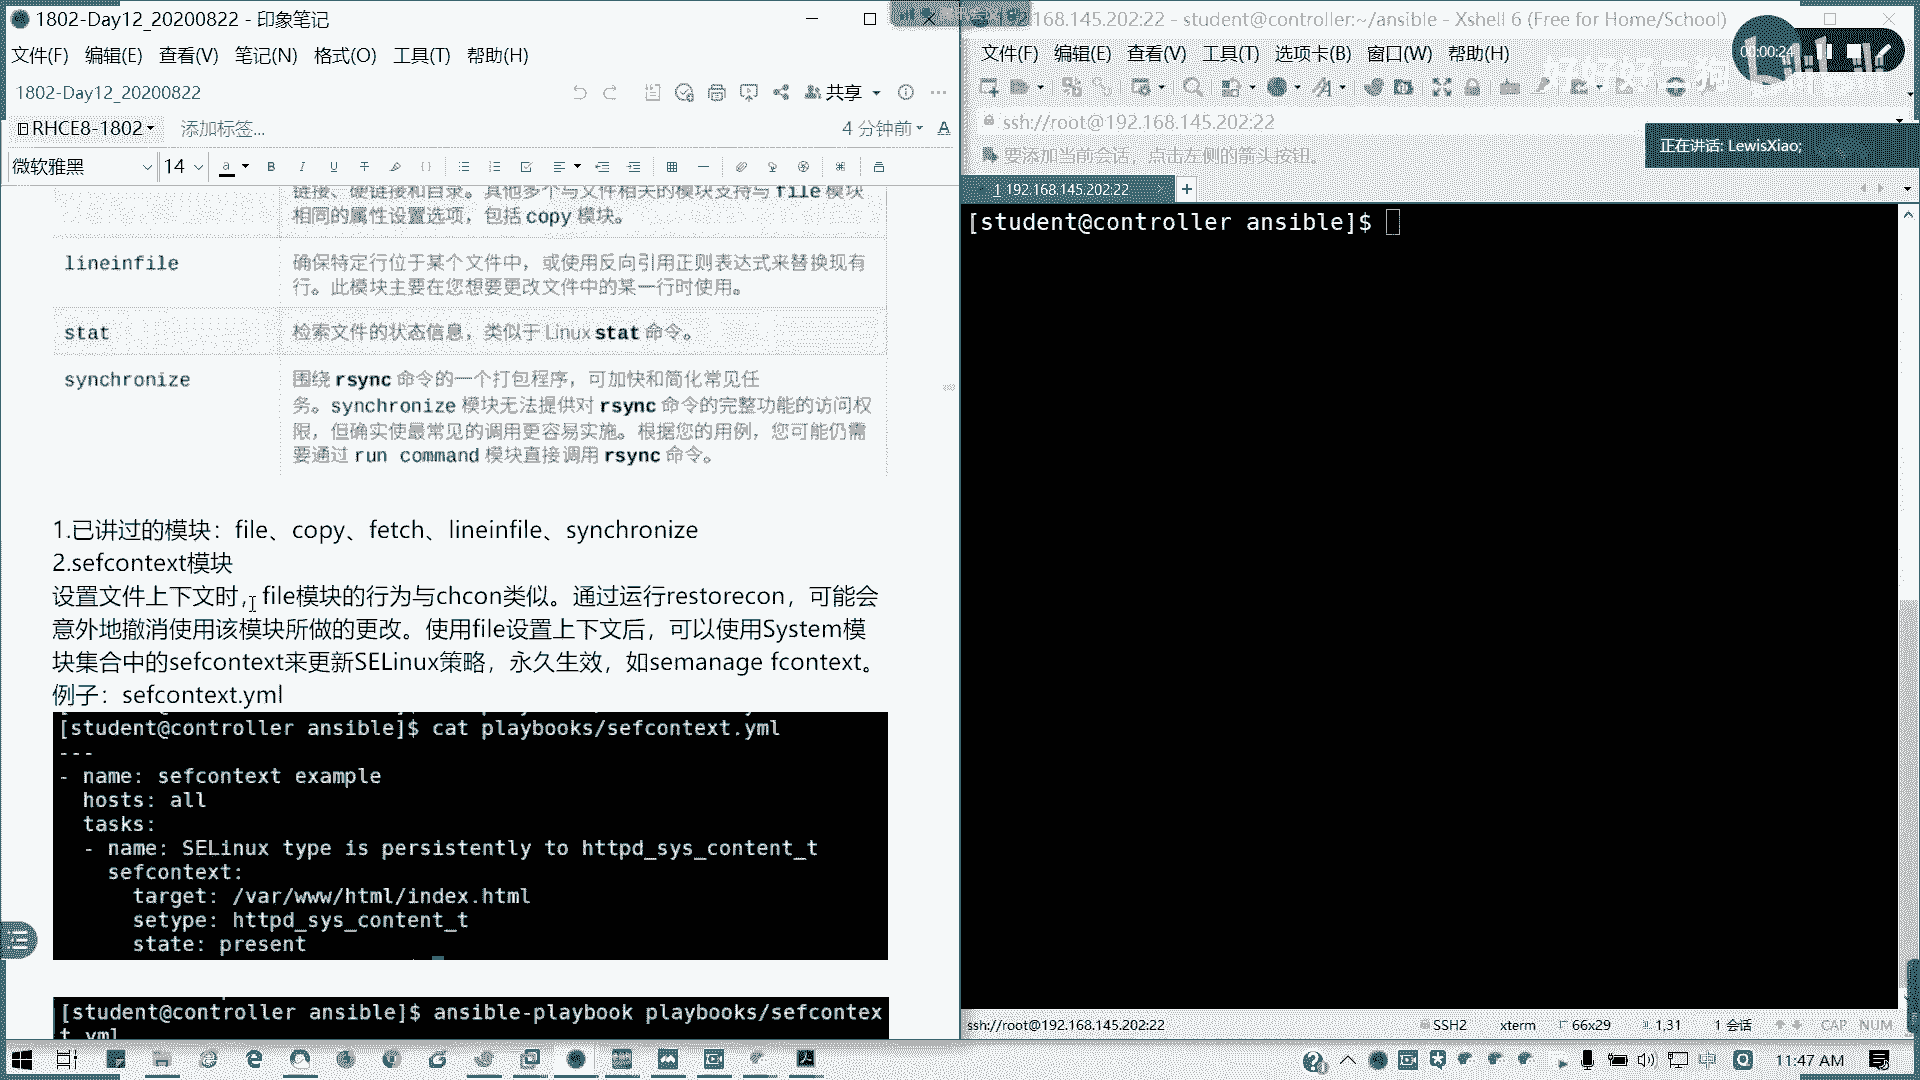 1802-Day12_20200822 - 印象笔记
文件(F) 编辑(E) 查看(V) 笔记(N) 格式(O) 工具(T) 帮助(H)
1802-Day12_20200822
共享
RHCE8-1802
添加标签...
4 分钟前
微软雅黑
14
链接、硬链接和目录。其他多个与文件相关的模块支持与 file 模块
相同的属性设置选项，包括 copy 模块。
lineinfile
确保特定行位于某个文件中，或使用反向引用正则表达式来替换现有
行。此模块主要在您想要更改文件中的某一行时使用。
stat
检索文件的状态信息，类似于 Linux stat 命令。
synchronize
围绕 rsync 命令的一个打包程序，可加快和简化常见任
务。synchronize 模块无法提供对 rsync 命令的完整功能的访问权
限，但确实使最常见的调用更容易实施。根据您的用例，您可能仍需
要通过 run command 模块直接调用 rsync 命令。
1.已讲过的模块：file、copy、fetch、lineinfile、synchronize
2.sefcontext模块
设置文件上下文时，file模块的行为与chcon类似。通过运行restorecon，可能会
意外地撤消使用该模块所做的更改。使用file设置上下文后，可以使用System模
块集合中的sefcontext来更新SELinux策略，永久生效，如semanage fcontext。
例子：sefcontext.yml
[student@controller ansible]$ cat playbooks/sefcontext.yml
---
- name: sefcontext example
hosts: all
tasks:
- name: SELinux type is persistently to httpd_sys_content_t
sefcontext:
target: /var/www/html/index.html
setype: httpd_sys_content_t
state: present
[student@controller ansible]$ ansible-playbook playbooks/sefcontex
t.yml
168.145.202:22 - student@controller:~/ansible - Xshell 6 (Free for Home/School)
文件(F) 编辑(E) 查看(V) 工具(T) 选项卡(B) 窗口(W) 帮助(H)
00:00:24
ssh://root@192.168.145.202:22
要添加当前会话，点击左侧的箭头按钮。
正在讲话: LewisXiao;
1 192.168.145.202:22
[student@controller ansible]$
ssh://root@192.168.145.202:22
SSH2
xterm
66x29
1,31
1 会话
CAP NUM
中
11:47 AM